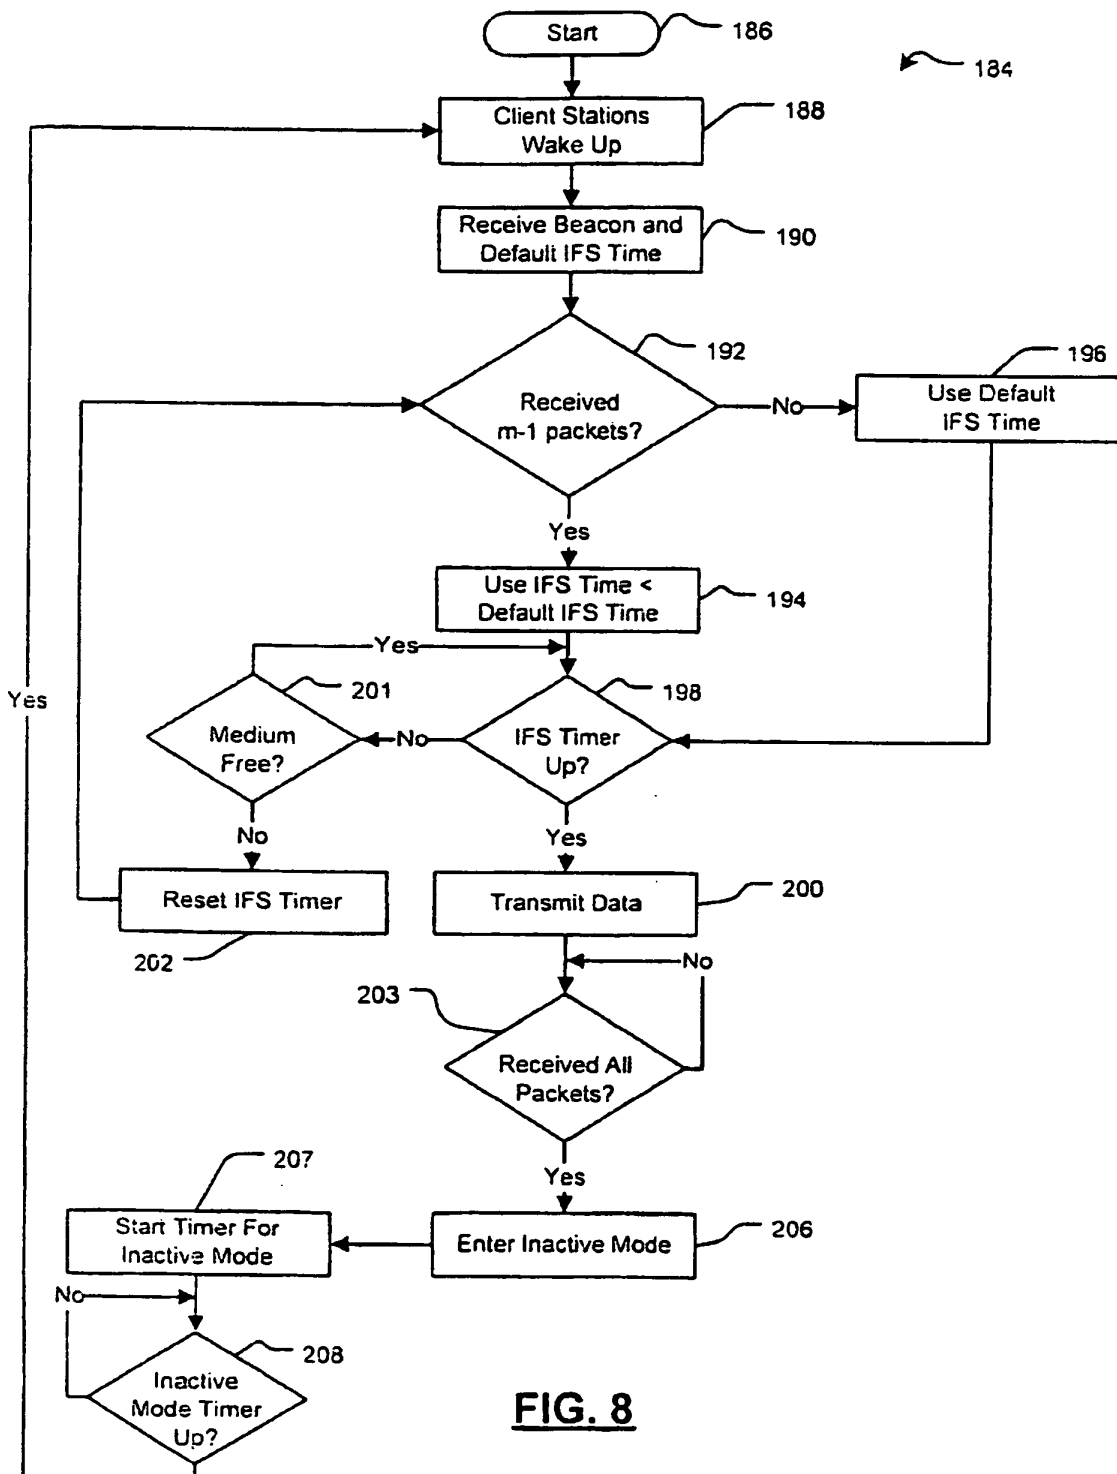 Start
186
184
Client Stations
Wake Up
188
Receive Beacon and
Default IFS Time
190
192
Received
m-1 packets?
No
196
Use Default
IFS Time
Yes
Use IFS Time <
Default IFS Time
194
Yes
201
198
Yes
Medium
Free?
No
IFS Timer
Up?
No
Yes
Reset IFS Timer
202
Transmit Data
200
No
203
Received All
Packets?
Yes
207
Start Timer For
Inactive Mode
Enter Inactive Mode
206
No
208
Inactive
Mode Timer
Up?
FIG. 8